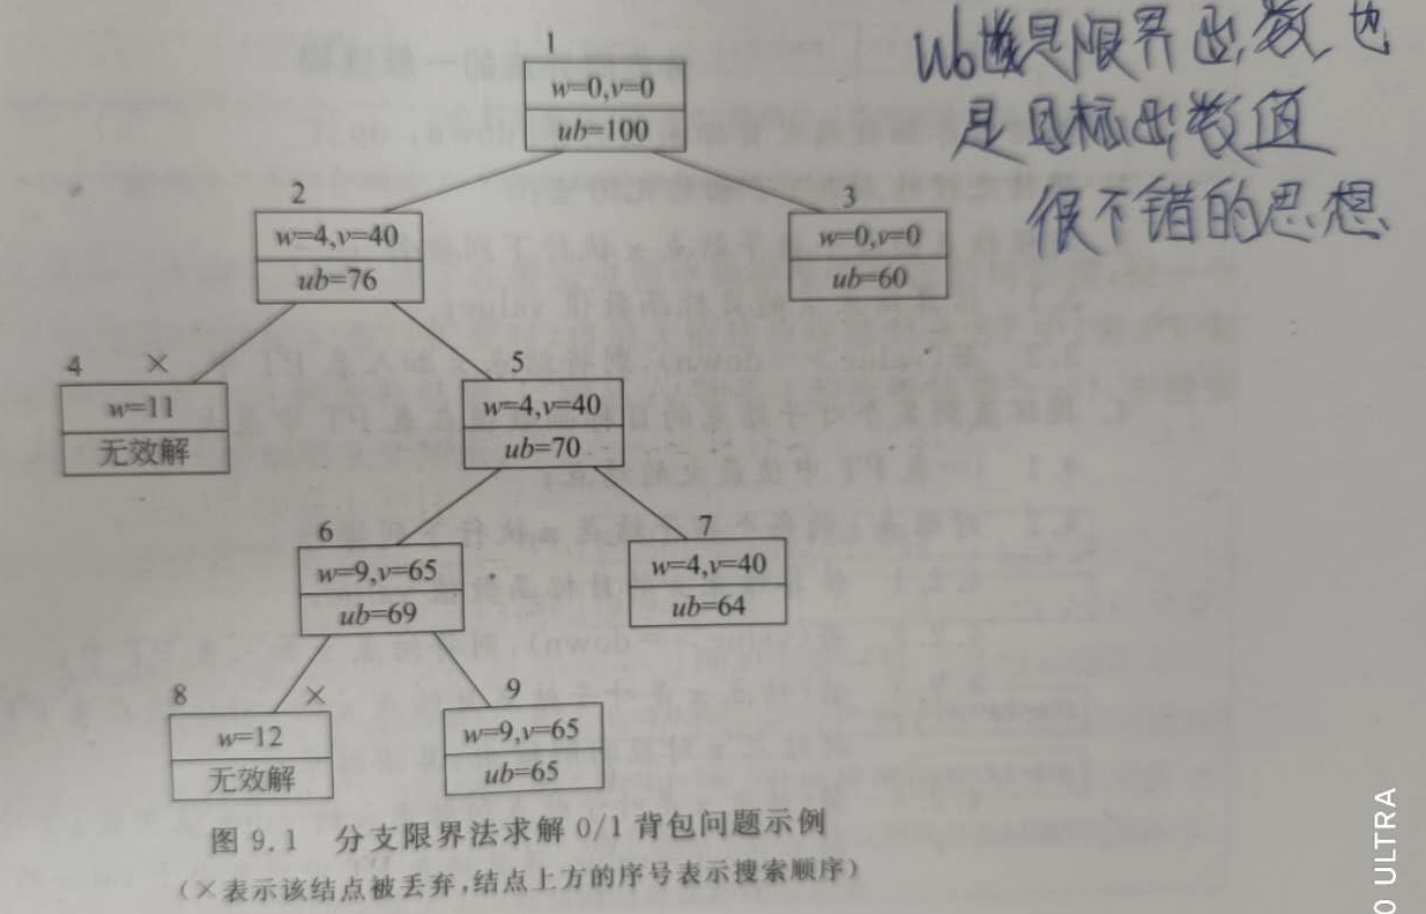 1
w=0,v=0
ub=100
2
w=4,v=40
ub=76
3
w=0,v=0
ub=60
4 ×
w=11
无效解
5
w=4,v=40
ub=70
6
w=9,v=65
ub=69
7
w=4,v=40
ub=64
8 ×
w=12
无效解
9
w=9,v=65
ub=65
图 9.1 分支限界法求解 0/1 背包问题示例
(×表示该结点被丢弃,结点上方的序号表示搜索顺序)
是限界函数,也
是目标函数值
很不错的思想
0 ULTRA